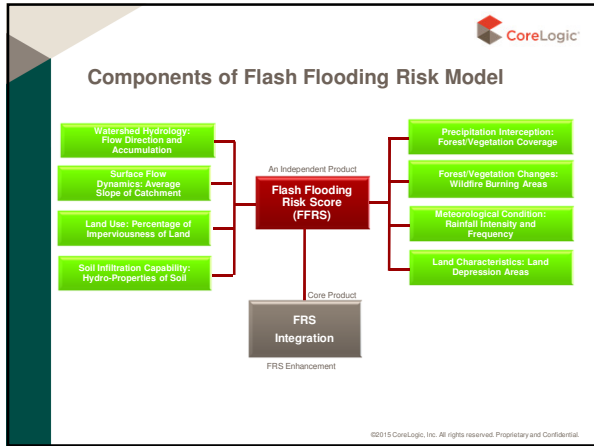 CoreLogic
Components of Flash Flooding Risk Model
Watershed Hydrology:
Flow Direction and
Accumulation
Surface Flow
Dynamics: Average
Slope of Catchment
Land Use: Percentage of
Imperviousness of Land
Soil Infiltration Capability:
Hydro-Properties of Soil
An Independent Product
Flash Flooding
Risk Score
(FFRS)
Core Product
FRS
Integration
FRS Enhancement
Precipitation Interception:
Forest/Vegetation Coverage
Forest/Vegetation Changes:
Wildfire Burning Areas
Meteorological Condition:
Rainfall Intensity and
Frequency
Land Characteristics: Land
Depression Areas
©2015 CoreLogic, Inc. All rights reserved. Proprietary and Confidential.